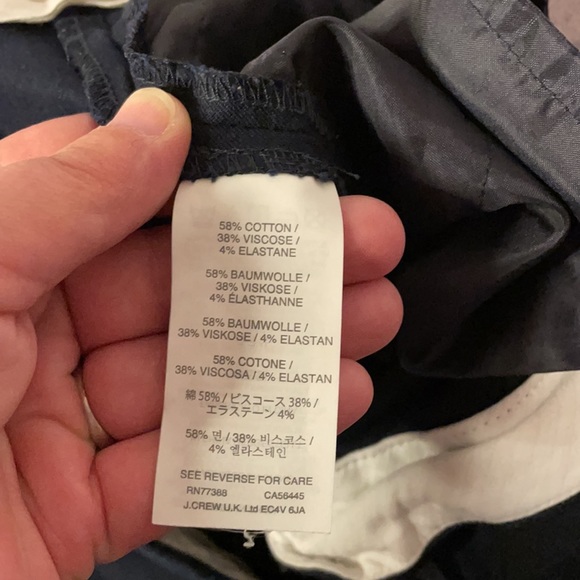 58% COTTON /
38% VISCOSE /
4% ELASTANE
58% BAUMWOLLE /
38% VISKOSE /
4% ÉLASTHANNE
58% BAUMWOLLE /
38% VISKOSE / 4% ELASTAN
58% COTONE /
38% VISCOSA / 4% ELASTAN
綿 58% / ビスコース 38% /
エラステーン 4%
58% 면 / 38% 비스코스 /
4% 엘라스테인
SEE REVERSE FOR CARE
RN77388 CA56445
J.CREW U.K. Ltd EC4V 6JA